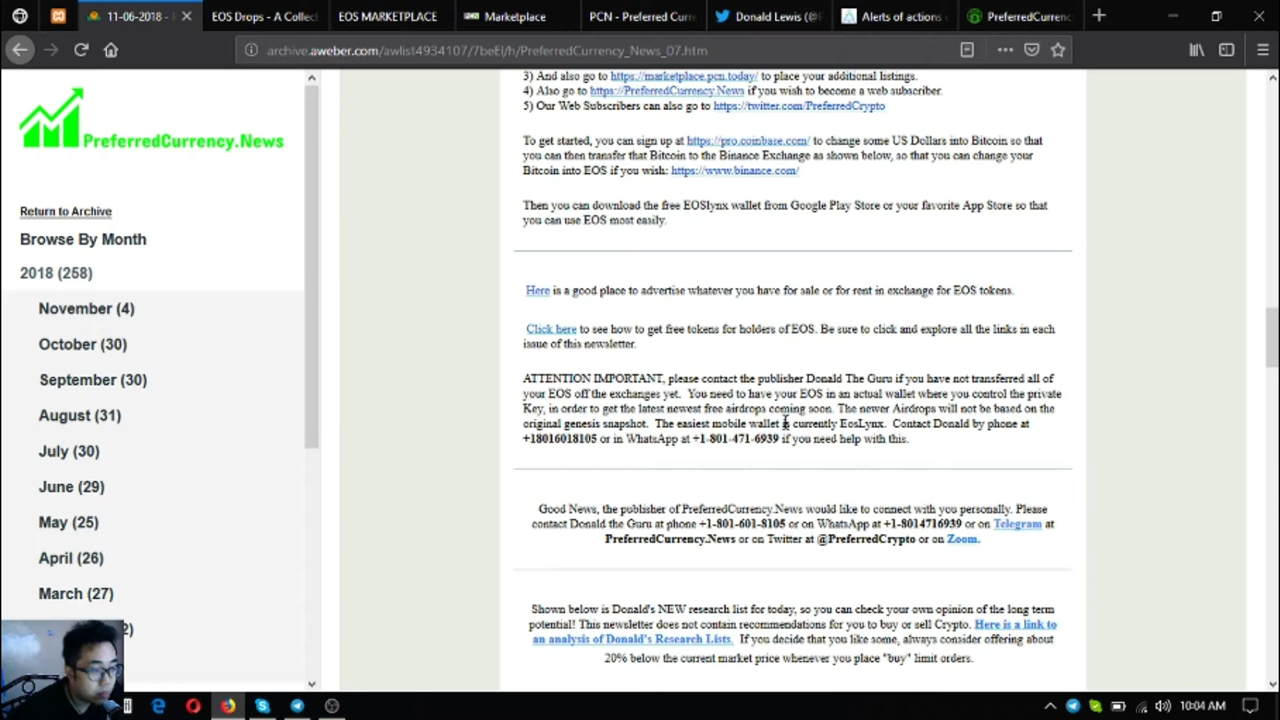 11-06-2018 -
EOS Drops - A Collect
EOS MARKETPLACE
Marketplace
PCN - Preferred Curre
Donald Lewis (@P
Alerts of actions o
PreferredCurrency
archive.aweber.com/awlist4934107/7beEl/h/PreferredCurrency_News_07.htm
PreferredCurrency.News
Return to Archive
Browse By Month
2018 (258)
November (4)
October (30)
September (30)
August (31)
July (30)
June (29)
May (25)
April (26)
March (27)
3) And also go to https://marketplace.pcn.today/ to place your additional listings.
4) Also go to https://PreferredCurrency.News if you wish to become a web subscriber.
5) Our Web Subscribers can also go to https://twitter.com/PreferredCrypto
To get started, you can sign up at https://pro.coinbase.com/ to change some US Dollars into Bitcoin so that
you can then transfer that Bitcoin to the Binance Exchange as shown below, so that you can change your
Bitcoin into EOS if you wish: https://www.binance.com/
Then you can download the free EOSlynx wallet from Google Play Store or your favorite App Store so that
you can use EOS most easily.
Here is a good place to advertise whatever you have for sale or for rent in exchange for EOS tokens.
Click here to see how to get free tokens for holders of EOS. Be sure to click and explore all the links in each
issue of this newsletter.
ATTENTION IMPORTANT, please contact the publisher Donald The Guru if you have not transferred all of
your EOS off the exchanges yet. You need to have your EOS in an actual wallet where you control the private
Key, in order to get the latest newest free airdrops coming soon. The newer Airdrops will not be based on the
original genesis snapshot. The easiest mobile wallet is currently EosLynx. Contact Donald by phone at
+18016018105 or in WhatsApp at +1-801-471-6939 if you need help with this.
Good News, the publisher of PreferredCurrency.News would like to connect with you personally. Please
contact Donald the Guru at phone +1-801-601-8105 or on WhatsApp at +1-8014716939 or on Telegram at
PreferredCurrency.News or on Twitter at @PreferredCrypto or on Zoom.
Shown below is Donald's NEW research list for today, so you can check your own opinion of the long term
potential! This newsletter does not contain recommendations for you to buy or sell Crypto. Here is a link to
an analysis of Donald's Research Lists. If you decide that you like some, always consider offering about
20% below the current market price whenever you place "buy" limit orders.
10:04 AM